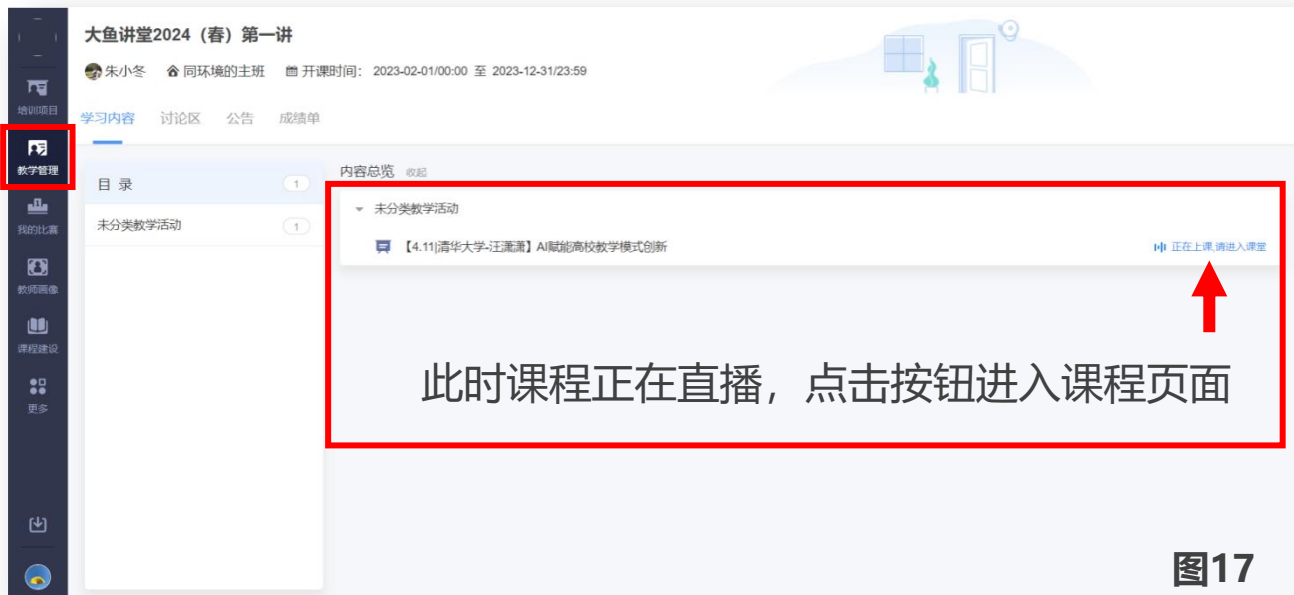 大鱼讲堂2024（春）第一讲
朱小冬 同环境的主班 开课时间： 2023-02-01/00:00 至 2023-12-31/23:59
学习内容 讨论区 公告 成绩单
培训项目
教学管理
我的比赛
教师画像
课程建设
更多
目录 1
未分类教学活动 1
内容总览 收起
未分类教学活动
【4.11|清华大学-汪潇潇】AI赋能高校教学模式创新 正在上课,请进入课堂
此时课程正在直播，点击按钮进入课程页面
图17